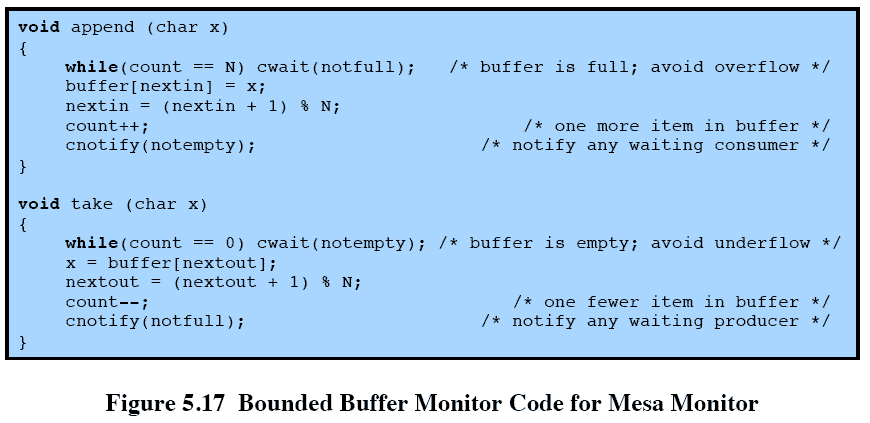 void append (char x)
{
while(count == N) cwait(notfull); /* buffer is full; avoid overflow */
buffer[nextin] = x;
nextin = (nextin + 1) % N;
count++; /* one more item in buffer */
cnotify(notempty); /* notify any waiting consumer */
}
void take (char x)
{
while(count == 0) cwait(notempty); /* buffer is empty; avoid underflow */
x = buffer[nextout];
nextout = (nextout + 1) % N;
count--; /* one fewer item in buffer */
cnotify(notfull); /* notify any waiting producer */
}
Figure 5.17 Bounded Buffer Monitor Code for Mesa Monitor